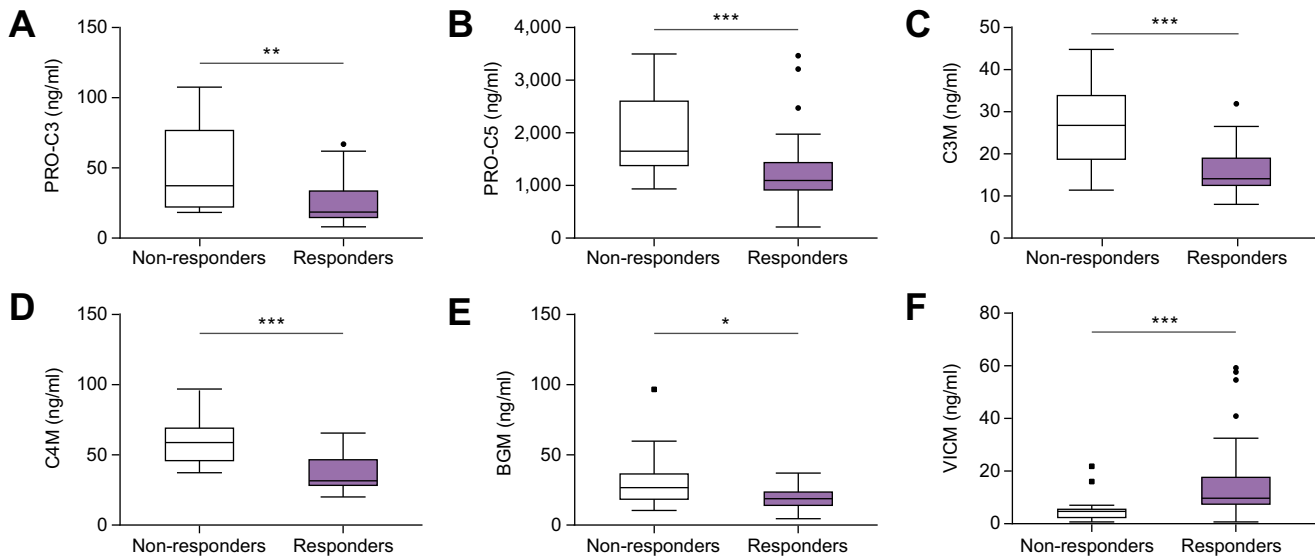 A
PRO-C3 (ng/ml)
150
100
50
0
**
Non-responders Responders
B
PRO-C5 (ng/ml)
4,000
3,000
2,000
1,000
0
***
Non-responders Responders
C
C3M (ng/ml)
50
40
30
20
10
0
***
Non-responders Responders
D
C4M (ng/ml)
150
100
50
0
***
Non-responders Responders
E
BGM (ng/ml)
150
100
50
0
*
Non-responders Responders
F
VICM (ng/ml)
80
60
40
20
0
***
Non-responders Responders